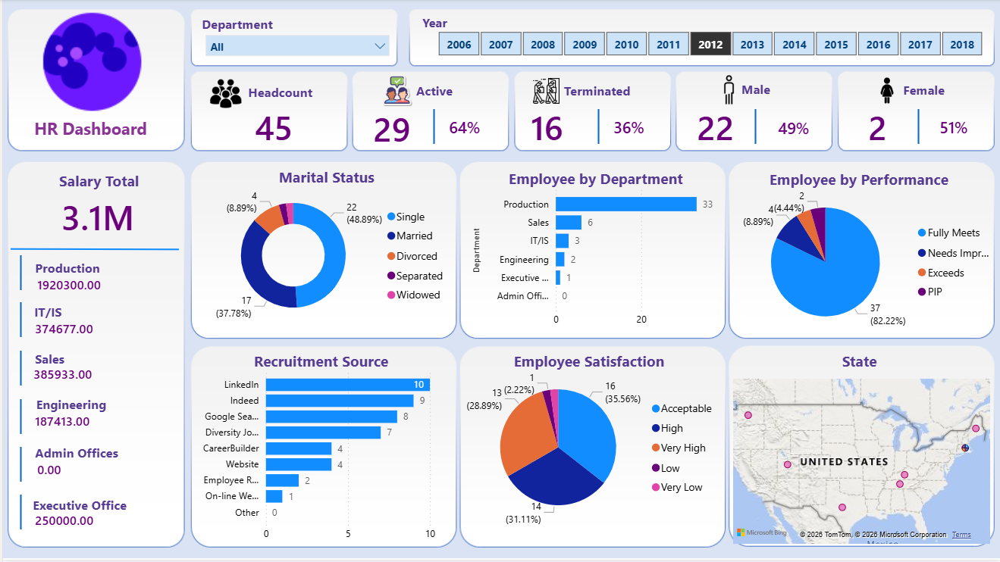 HR Dashboard
Department
All
Year
2006 2007 2008 2009 2010 2011 2012 2013 2014 2015 2016 2017 2018
Headcount
45
Active
29 64%
Terminated
16 36%
Male
22 49%
Female
2 51%
Salary Total
3.1M
Production
1920300.00
IT/IS
374677.00
Sales
385933.00
Engineering
187413.00
Admin Offices
0.00
Executive Office
250000.00
Marital Status
4
(8.89%)
22
(48.89%)
17
(37.78%)
Single
Married
Divorced
Separated
Widowed
Employee by Department
Department
Production 33
Sales 6
IT/IS 3
Engineering 2
Executive ... 1
Admin Offi... 0
0 20
Employee by Performance
2
(4.44%)
4
(8.89%)
37
(82.22%)
Fully Meets
Needs Impr...
Exceeds
PIP
Recruitment Source
LinkedIn 10
Indeed 9
Google Sea... 8
Diversity Jo... 7
CareerBuilder 4
Website 4
Employee R... 2
On-line We... 1
Other 0
0 5 10
Employee Satisfaction
1
(2.22%)
13
(28.89%)
16
(35.56%)
14
(31.11%)
Acceptable
High
Very High
Low
Very Low
State
UNITED STATES
Microsoft Bing
© 2026 TomTom, © 2026 Microsoft Corporation Terms
Mexico